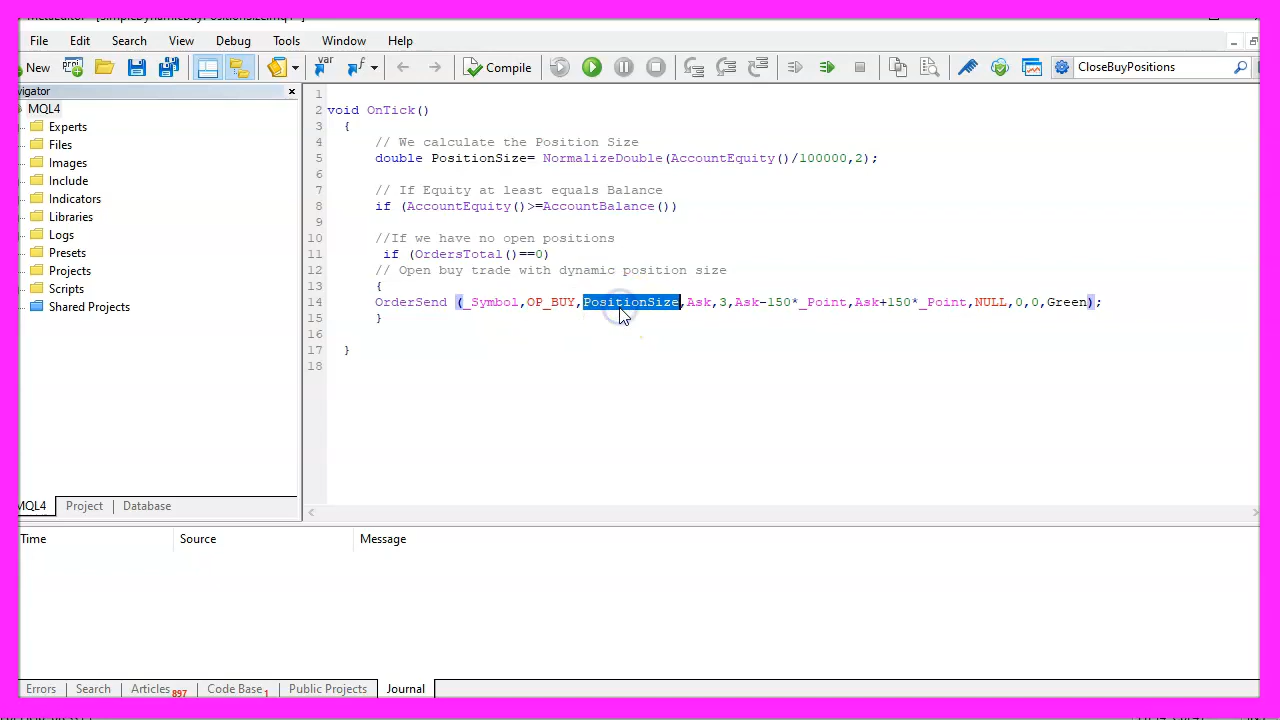 File Edit Search View Debug Tools Window Help
New Compile CloseBuyPositions
MQL4
Experts
Files
Images
Include
Indicators
Libraries
Logs
Presets
Projects
Scripts
Shared Projects
MQL4 Project Database
1
2 void OnTick()
3 {
4 // We calculate the Position Size
5 double PositionSize= NormalizeDouble(AccountEquity()/100000,2);
6
7 // If Equity at least equals Balance
8 if (AccountEquity()>=AccountBalance())
9
10 //If we have no open positions
11 if (OrdersTotal()==0)
12 // Open buy trade with dynamic position size
13 {
14 OrderSend (_Symbol,OP_BUY,PositionSize,Ask,3,Ask-150*_Point,Ask+150*_Point,NULL,0,0,Green);
15 }
16
17 }
18
Time Source Message
Errors Search Articles 897 Code Base 1 Public Projects Journal